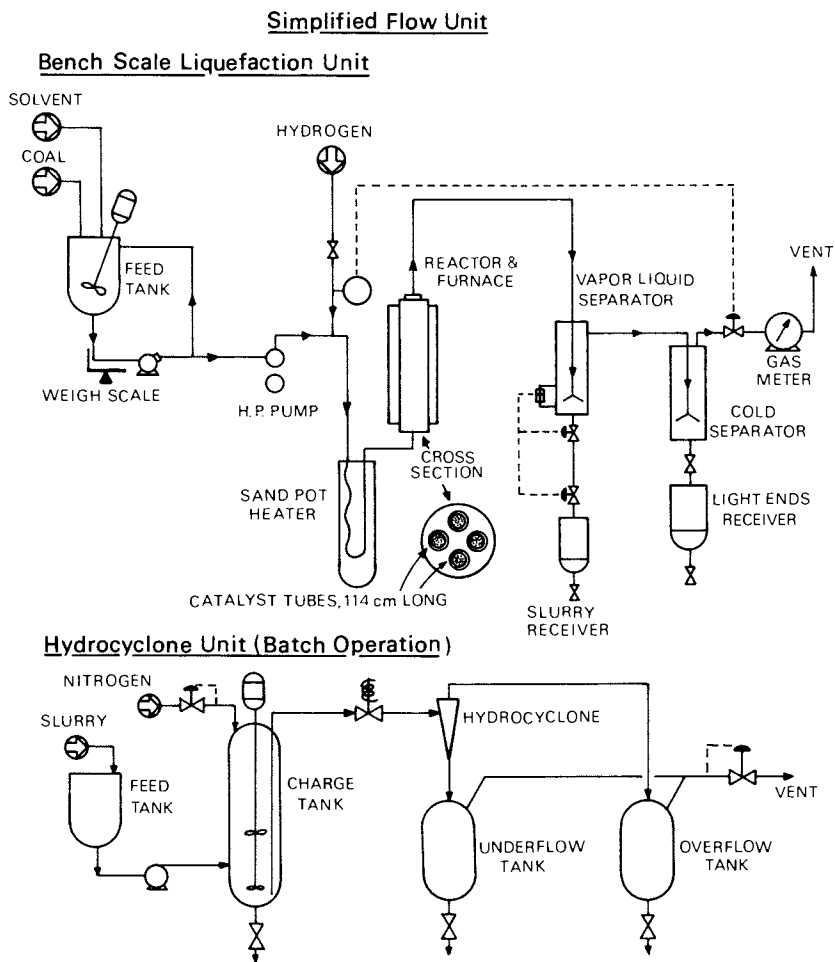 Simplified Flow Unit
Bench Scale Liquefaction Unit
SOLVENT
COAL
HYDROGEN
FEED
TANK
WEIGH SCALE
H.P. PUMP
REACTOR &
FURNACE
VAPOR LIQUID
SEPARATOR
VENT
GAS
METER
COLD
SEPARATOR
CROSS
SECTION
SAND POT
HEATER
LIGHT ENDS
RECEIVER
CATALYST TUBES, 114 cm LONG
SLURRY
RECEIVER
Hydrocyclone Unit (Batch Operation)
NITROGEN
SLURRY
FEED
TANK
CHARGE
TANK
HYDROCYCLONE
UNDERFLOW
TANK
OVERFLOW
TANK
VENT